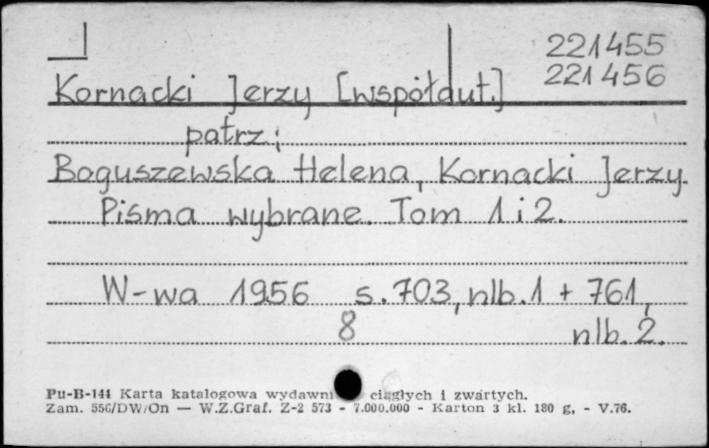 221455
Kornacki Jerzy [współaut.] 221456
patrz:
Boguszewska Helena, Kornacki Jerzy.
Pisma wybrane. Tom 1 i 2.
W-wa 1956 s.703, nlb.1 + 761,
8 nlb. 2.
Pu-B-144 Karta katalogowa wydawni ciągłych i zwartych.
Zam. 556/DW/On — W.Z.Graf. Z-2 573 - 7.000.000 - Karton 3 kl. 180 g, - V.76.